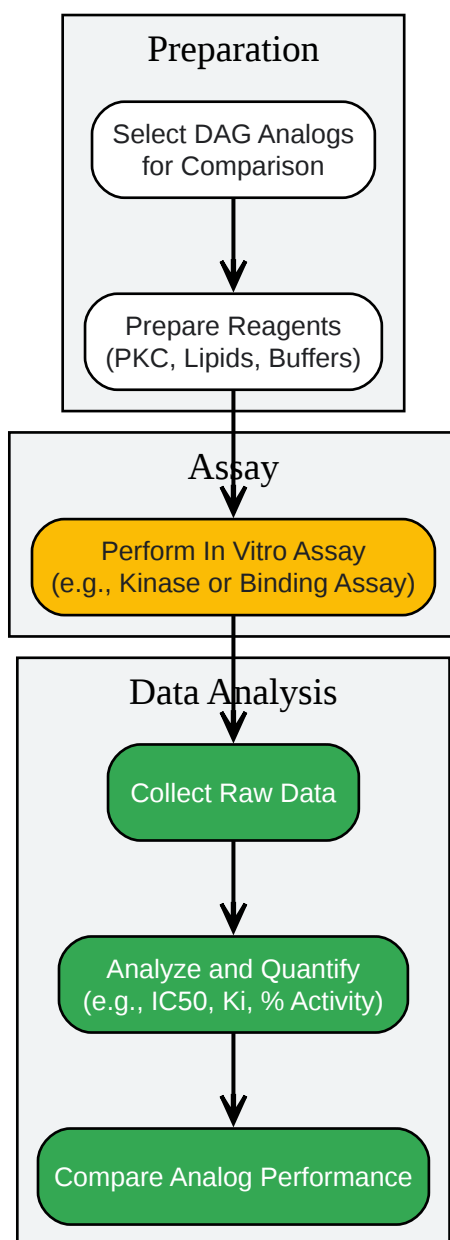 Preparation
Select DAG Analogs
for Comparison
Prepare Reagents
(PKC, Lipids, Buffers)
Assay
Perform In Vitro Assay
(e.g., Kinase or Binding Assay)
Data Analysis
Collect Raw Data
Analyze and Quantify
(e.g., IC50, Ki, % Activity)
Compare Analog Performance